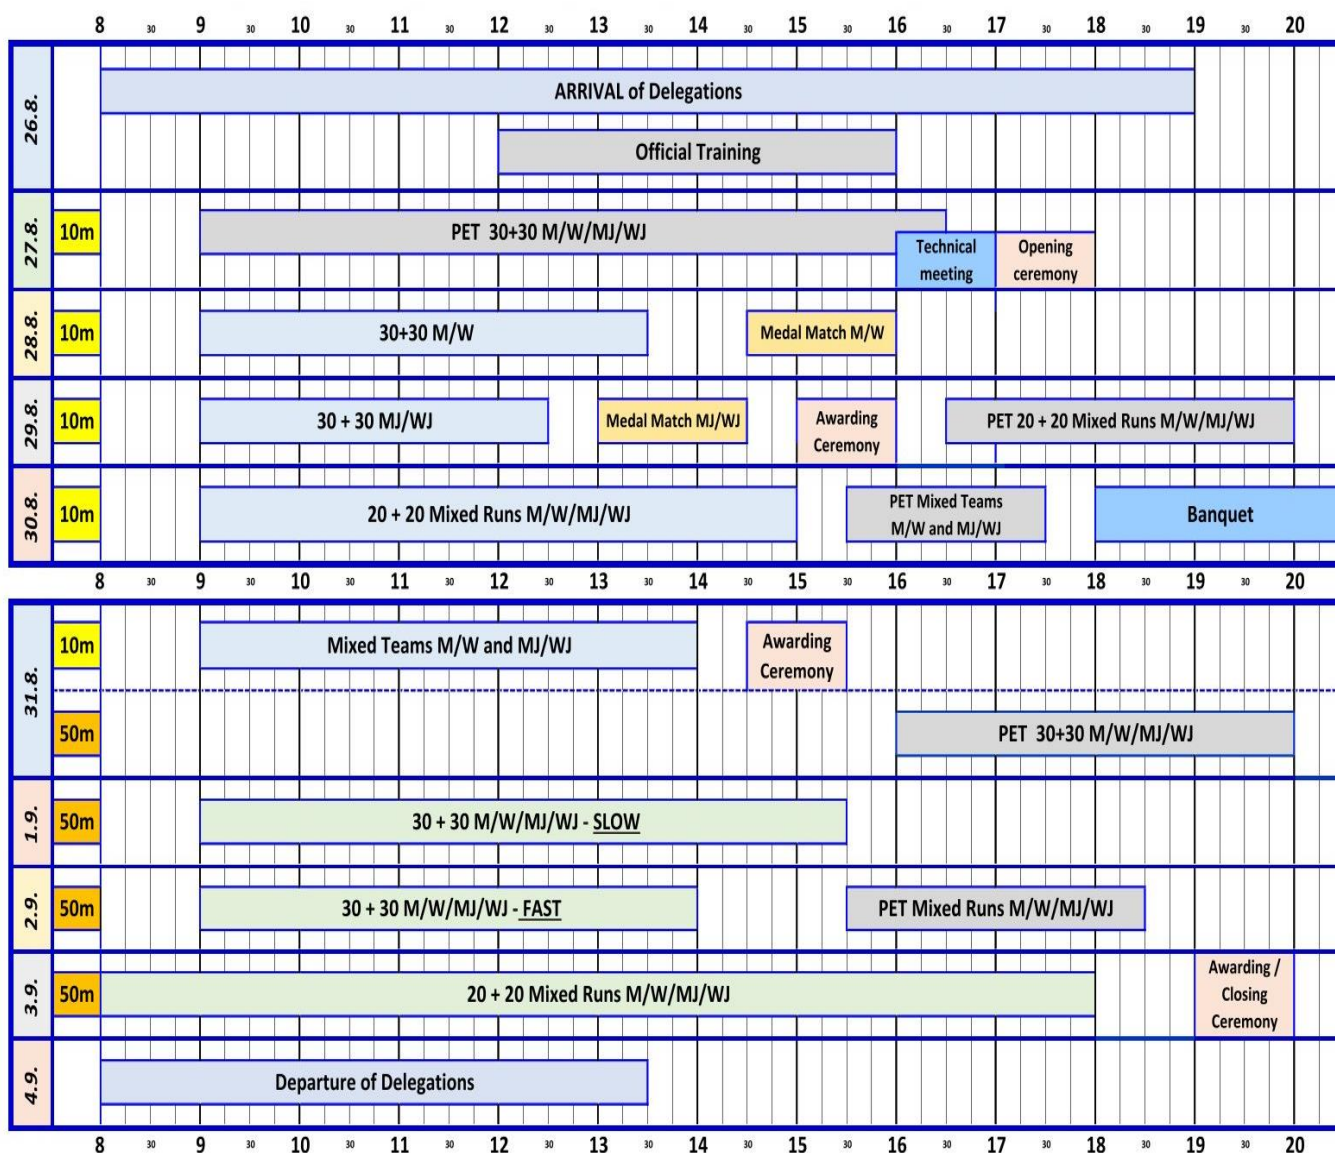 8 30 9 30 10 30 11 30 12 30 13 30 14 30 15 30 16 30 17 30 18 30 19 30 20
26.8.
ARRIVAL of Delegations
Official Training
27.8.
10m
PET 30+30 M/W/MJ/WJ
Technical
meeting
Opening
ceremony
28.8.
10m
30+30 M/W
Medal Match M/W
29.8.
10m
30 + 30 MJ/WJ
Medal Match MJ/WJ
Awarding
Ceremony
PET 20 + 20 Mixed Runs M/W/MJ/WJ
30.8.
10m
20 + 20 Mixed Runs M/W/MJ/WJ
PET Mixed Teams
M/W and MJ/WJ
Banquet
8 30 9 30 10 30 11 30 12 30 13 30 14 30 15 30 16 30 17 30 18 30 19 30 20
31.8.
10m
Mixed Teams M/W and MJ/WJ
Awarding
Ceremony
50m
PET 30+30 M/W/MJ/WJ
1.9.
50m
30 + 30 M/W/MJ/WJ - SLOW
2.9.
50m
30 + 30 M/W/MJ/WJ - FAST
PET Mixed Runs M/W/MJ/WJ
3.9.
50m
20 + 20 Mixed Runs M/W/MJ/WJ
Awarding /
Closing
Ceremony
4.9.
Departure of Delegations
8 30 9 30 10 30 11 30 12 30 13 30 14 30 15 30 16 30 17 30 18 30 19 30 20